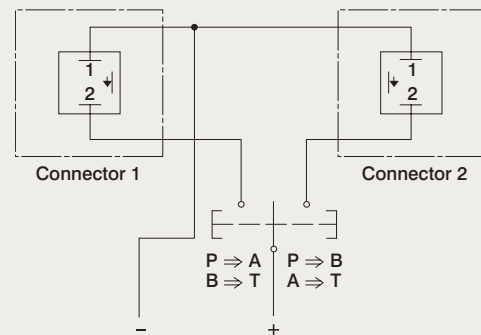 1
2
Connector 1
1
2
Connector 2
P ⇒ A
B ⇒ T
P ⇒ B
A ⇒ T
−
+